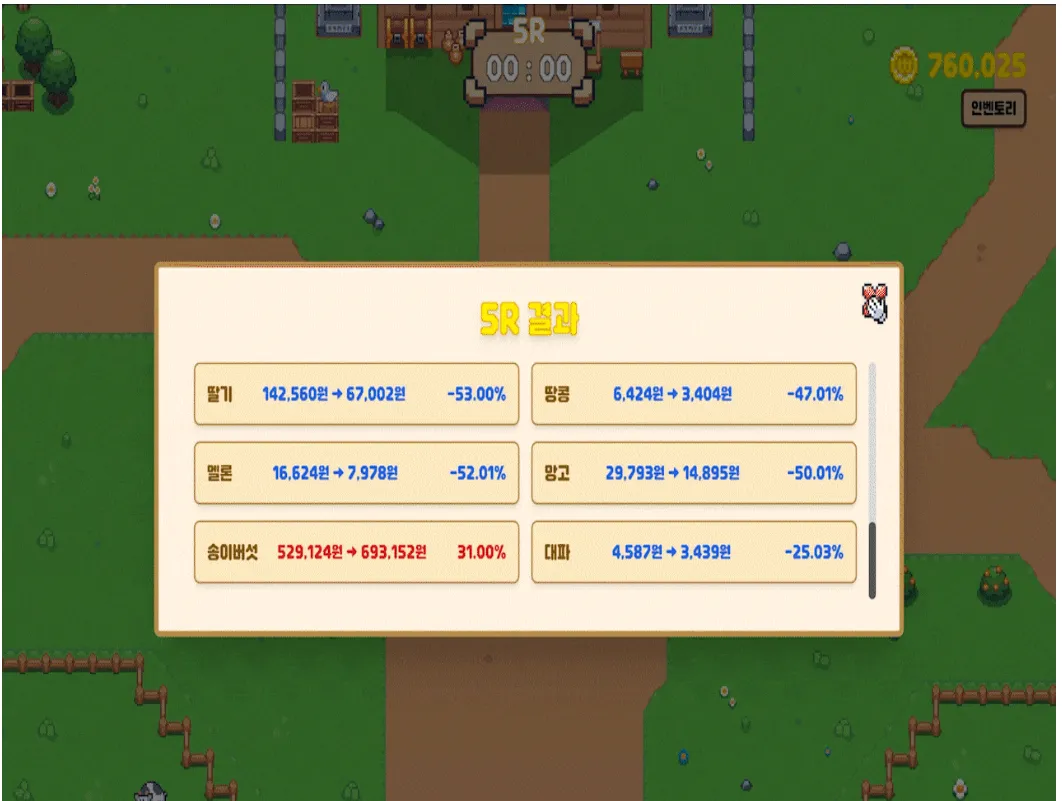 5R
00 : 00
760,025
인벤토리
5R 결과
딸기 142,560원 → 67,002원 -53.00%
땅콩 6,424원 → 3,404원 -47.01%
멜론 16,624원 → 7,978원 -52.01%
망고 29,793원 → 14,895원 -50.01%
송이버섯 529,124원 → 693,152원 31.00%
대파 4,587원 → 3,439원 -25.03%